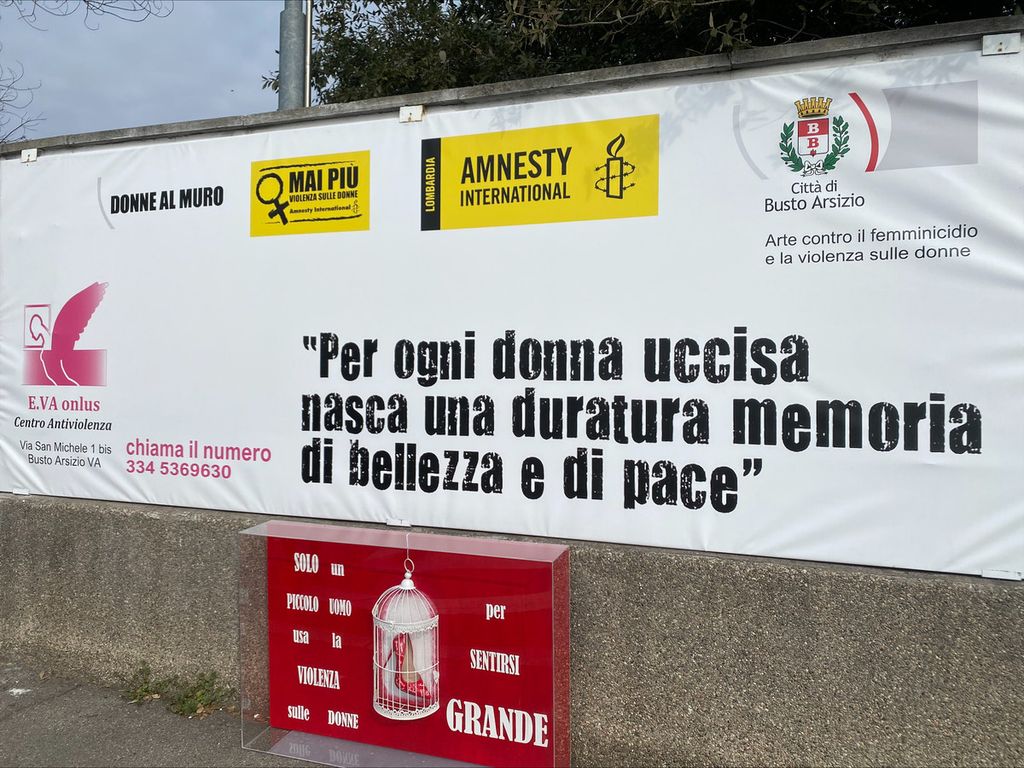 DONNE AL MURO
MAI PIÙ
VIOLENZA SULLE DONNE
Amnesty International
LOMBARDIA
AMNESTY
INTERNATIONAL
B B
B
Città di
Busto Arsizio
Arte contro il femminicidio
e la violenza sulle donne
E.VA onlus
Centro Antiviolenza
Via San Michele 1 bis
Busto Arsizio VA
chiama il numero
334 5369630
"Per ogni donna uccisa
nasca una duratura memoria
di bellezza e di pace"
SOLO un
PICCOLO UOMO
usa la
VIOLENZA
sulle DONNE
per
SENTIRSI
GRANDE